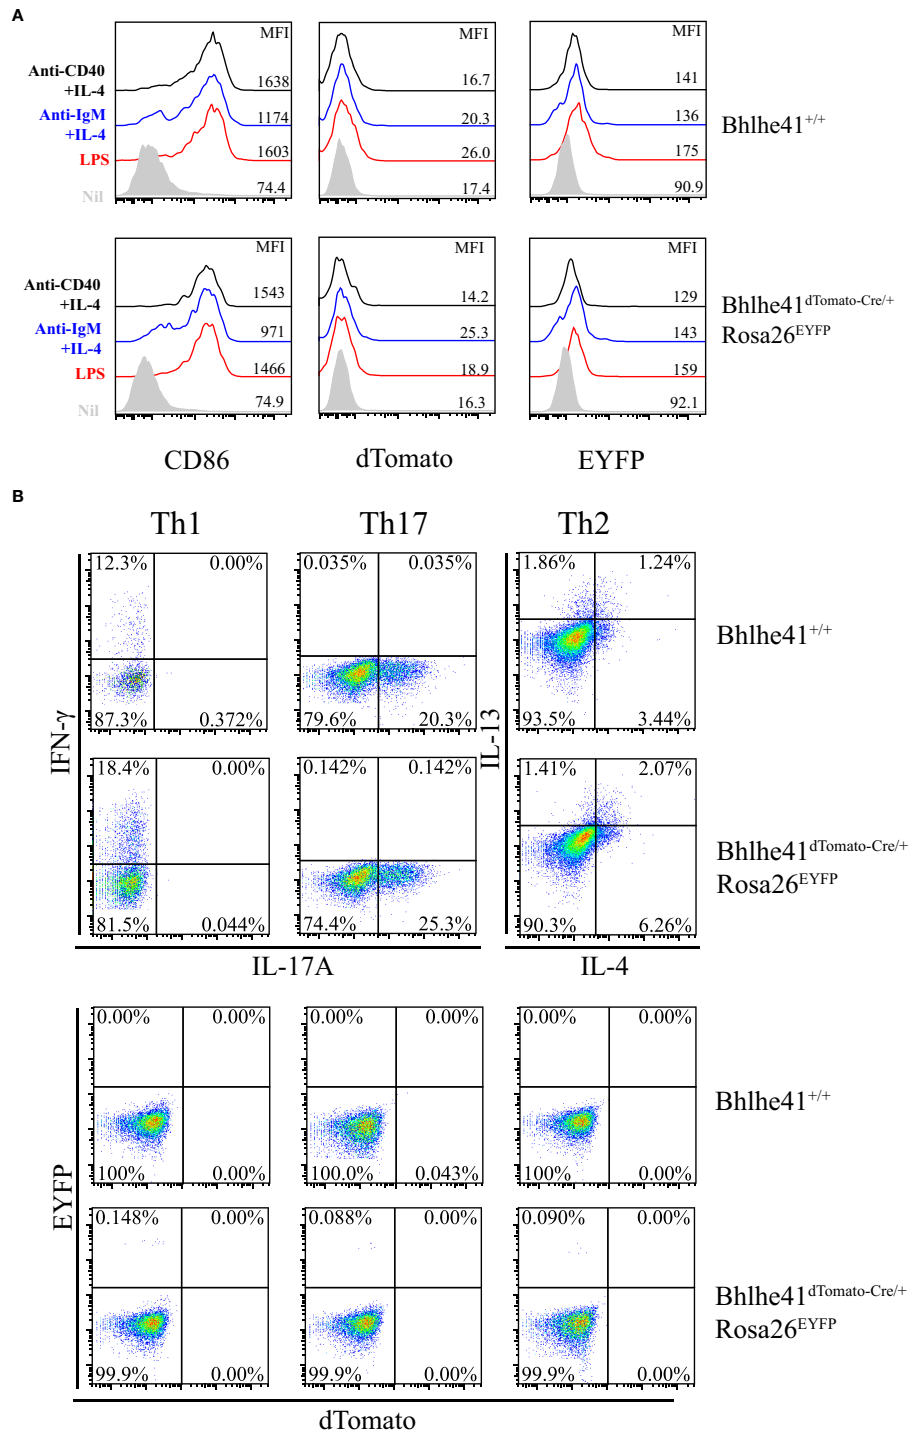 A
MFI MFI MFI
Anti-CD40
+IL-4
1638 16.7 141
Anti-IgM
+IL-4
1174 20.3 136
Bhlhe41+/+
LPS
1603 26.0 175
Nil
74.4 17.4 90.9
MFI MFI MFI
Anti-CD40
+IL-4
1543 14.2 129
Bhlhe41dTomato-Cre/+
Rosa26EYFP
Anti-IgM
+IL-4
971 25.3 143
LPS
1466 18.9 159
Nil
74.9 16.3 92.1
CD86 dTomato EYFP
B
Th1 Th17 Th2
12.3% 0.00% 0.035% 0.035% 1.86% 1.24%
Bhlhe41+/+
87.3% 0.372% 79.6% 20.3% 93.5% 3.44%
IFN-γ
IL-13
18.4% 0.00% 0.142% 0.142% 1.41% 2.07%
Bhlhe41dTomato-Cre/+
Rosa26EYFP
81.5% 0.044% 74.4% 25.3% 90.3% 6.26%
IL-17A IL-4
0.00% 0.00% 0.00% 0.00% 0.00% 0.00%
Bhlhe41+/+
100% 0.00% 100.0% 0.043% 100% 0.00%
EYFP
0.148% 0.00% 0.088% 0.00% 0.090% 0.00%
Bhlhe41dTomato-Cre/+
Rosa26EYFP
99.9% 0.00% 99.9% 0.00% 99.9% 0.00%
dTomato